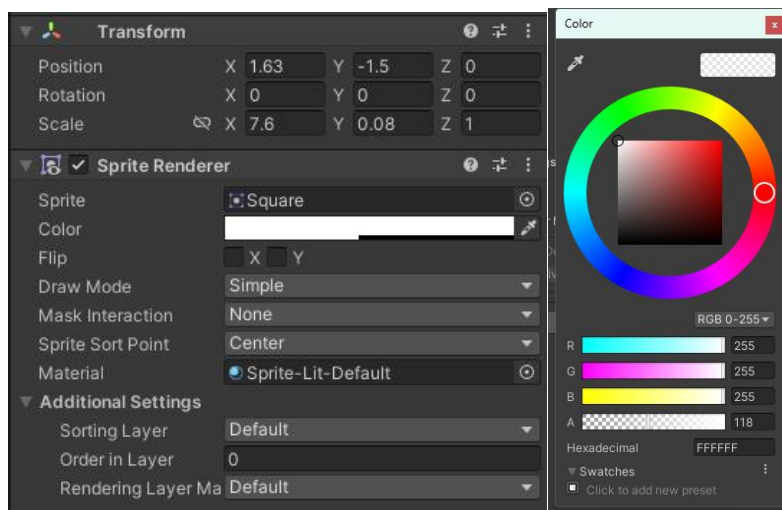 Transform
Position X 1.63 Y -1.5 Z 0
Rotation X 0 Y 0 Z 0
Scale X 7.6 Y 0.08 Z 1
Sprite Renderer
Sprite Square
Color
Flip X Y
Draw Mode Simple
Mask Interaction None
Sprite Sort Point Center
Material Sprite-Lit-Default
Additional Settings
Sorting Layer Default
Order in Layer 0
Rendering Layer Ma Default
Color x
RGB 0-255
R 255
G 255
B 255
A 118
Hexadecimal FFFFFF
Swatches
Click to add new preset